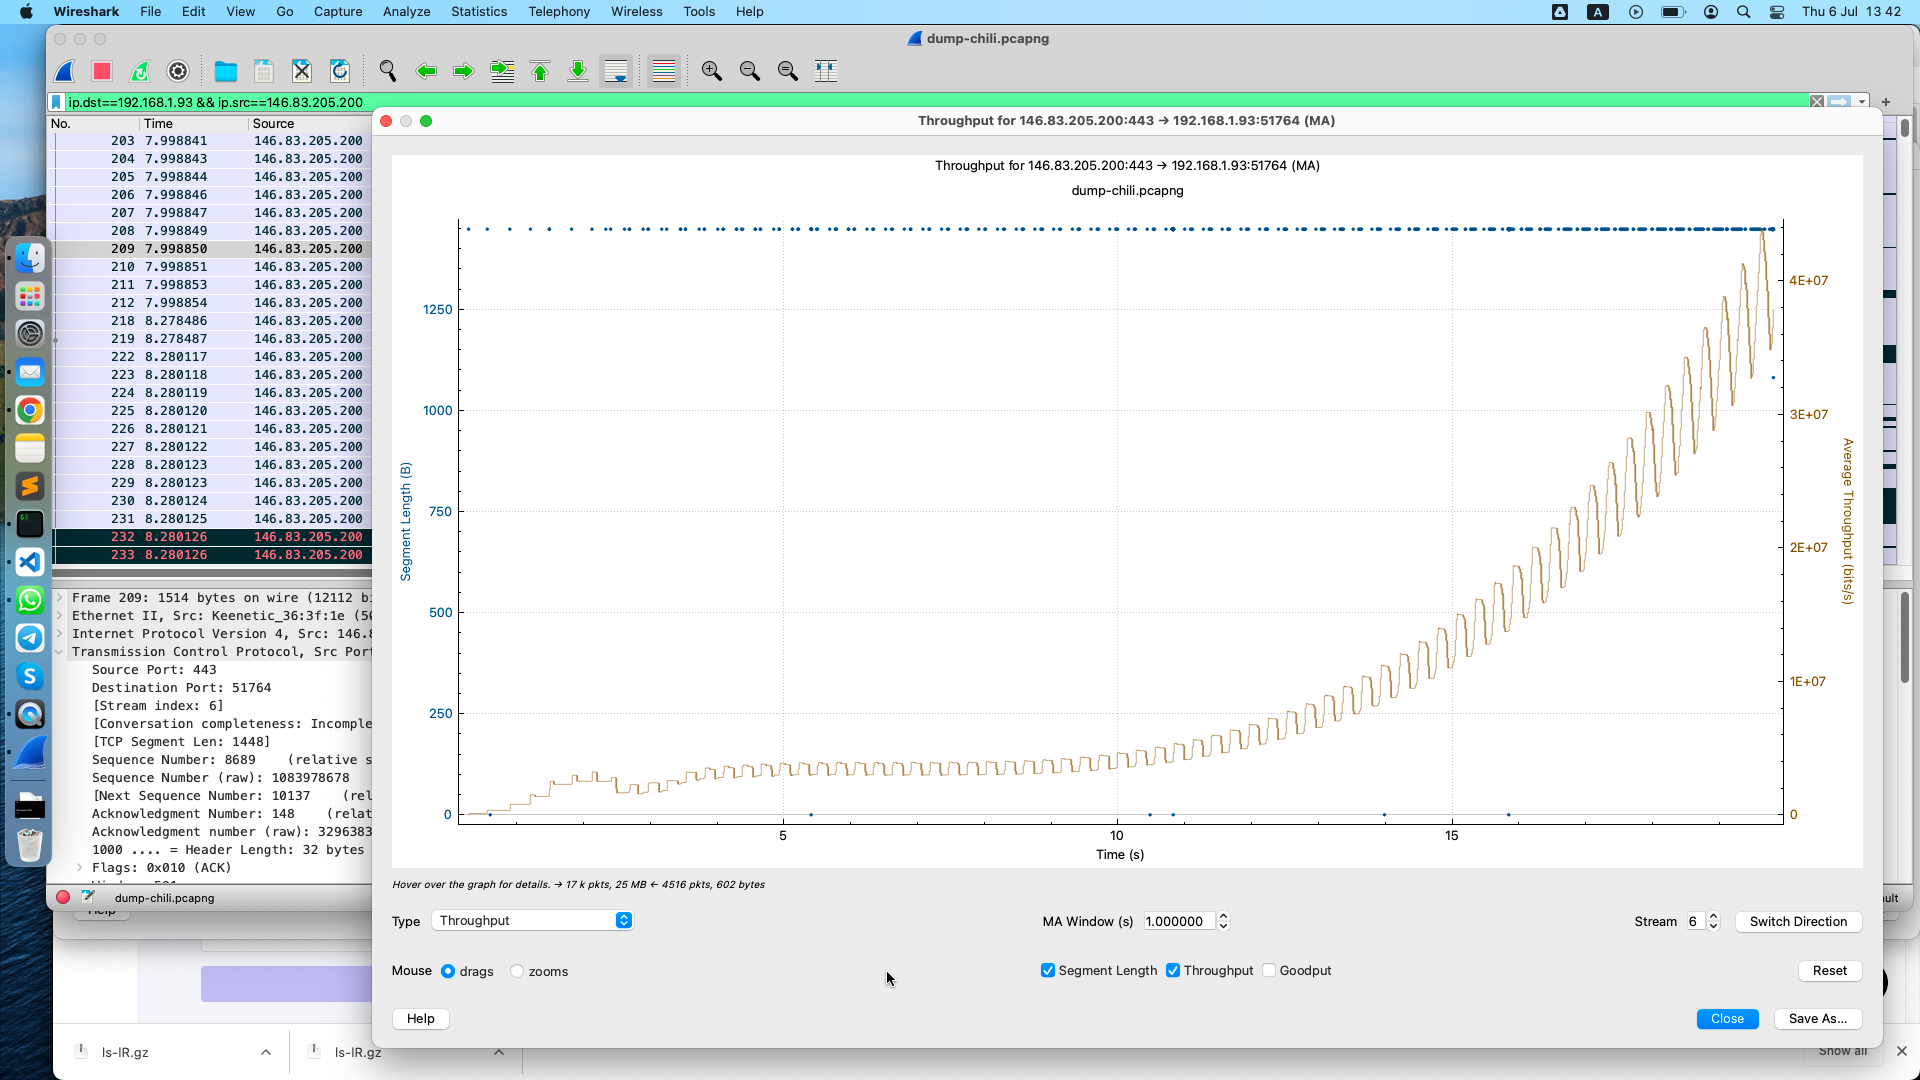 Wireshark File Edit View Go Capture Analyze Statistics Telephony Wireless Tools Help A Thu 6 Jul 13 42
dump-chili.pcapng
ip.dst==192.168.1.93 && ip.src==146.83.205.200
No. Time Source
203 7.998841 146.83.205.200
204 7.998843 146.83.205.200
205 7.998844 146.83.205.200
206 7.998846 146.83.205.200
207 7.998847 146.83.205.200
208 7.998849 146.83.205.200
209 7.998850 146.83.205.200
210 7.998851 146.83.205.200
211 7.998853 146.83.205.200
212 7.998854 146.83.205.200
218 8.278486 146.83.205.200
219 8.278487 146.83.205.200
222 8.280117 146.83.205.200
223 8.280118 146.83.205.200
224 8.280119 146.83.205.200
225 8.280120 146.83.205.200
226 8.280121 146.83.205.200
227 8.280122 146.83.205.200
228 8.280123 146.83.205.200
229 8.280123 146.83.205.200
230 8.280124 146.83.205.200
231 8.280125 146.83.205.200
232 8.280126 146.83.205.200
233 8.280126 146.83.205.200
Frame 209: 1514 bytes on wire (12112 bi
Ethernet II, Src: Keenetic_36:3f:1e (50
Internet Protocol Version 4, Src: 146.8
Transmission Control Protocol, Src Port
Source Port: 443
Destination Port: 51764
[Stream index: 6]
[Conversation completeness: Incomple
[TCP Segment Len: 1448]
Sequence Number: 8689 (relative s
Sequence Number (raw): 1083978678
[Next Sequence Number: 10137 (rel
Acknowledgment Number: 148 (relat
Acknowledgment number (raw): 3296383
1000 .... = Header Length: 32 bytes
Flags: 0x010 (ACK)
dump-chili.pcapng
Throughput for 146.83.205.200:443 → 192.168.1.93:51764 (MA)
Throughput for 146.83.205.200:443 → 192.168.1.93:51764 (MA)
dump-chili.pcapng
Segment Length (B)
1250
1000
750
500
250
0
4E+07
3E+07
2E+07
1E+07
0
Average Throughput (bits/s)
5 10 15
Time (s)
Hover over the graph for details. → 17 k pkts, 25 MB ← 4516 pkts, 602 bytes
Type Throughput MA Window (s) 1.000000 Stream 6 Switch Direction
Mouse drags zooms Segment Length Throughput Goodput Reset
Help Close Save As...
Help
ult
ls-lR.gz ls-lR.gz Show all